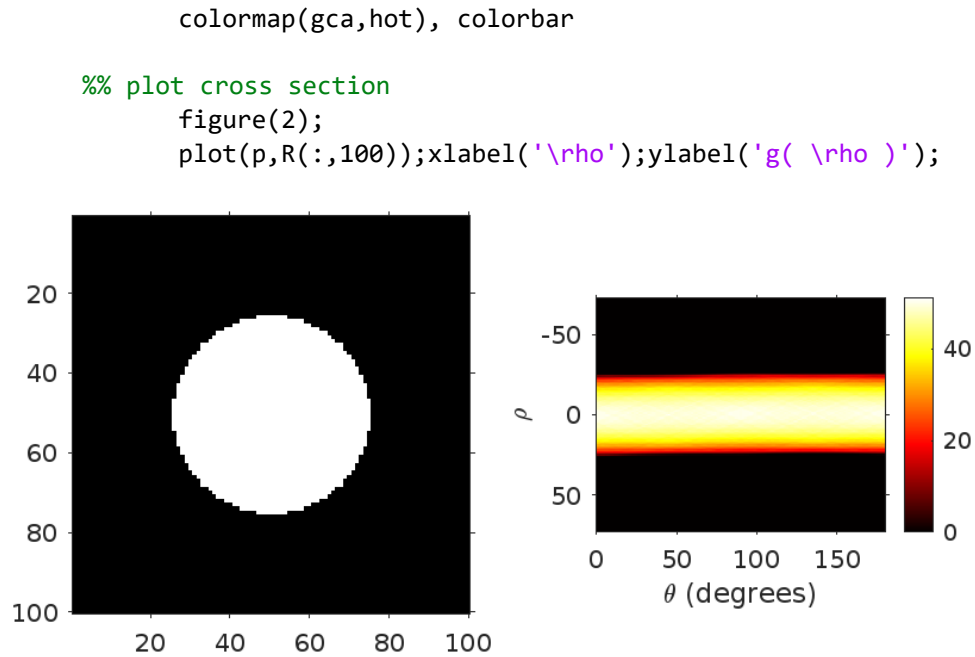 colormap(gca,hot), colorbar
%% plot cross section
figure(2);
plot(p,R(:,100));xlabel('\rho');ylabel('g( \rho )');
20
40
60
80
100
20 40 60 80 100
-50
0
50
ρ
0 50 100 150
θ (degrees)
40
20
0